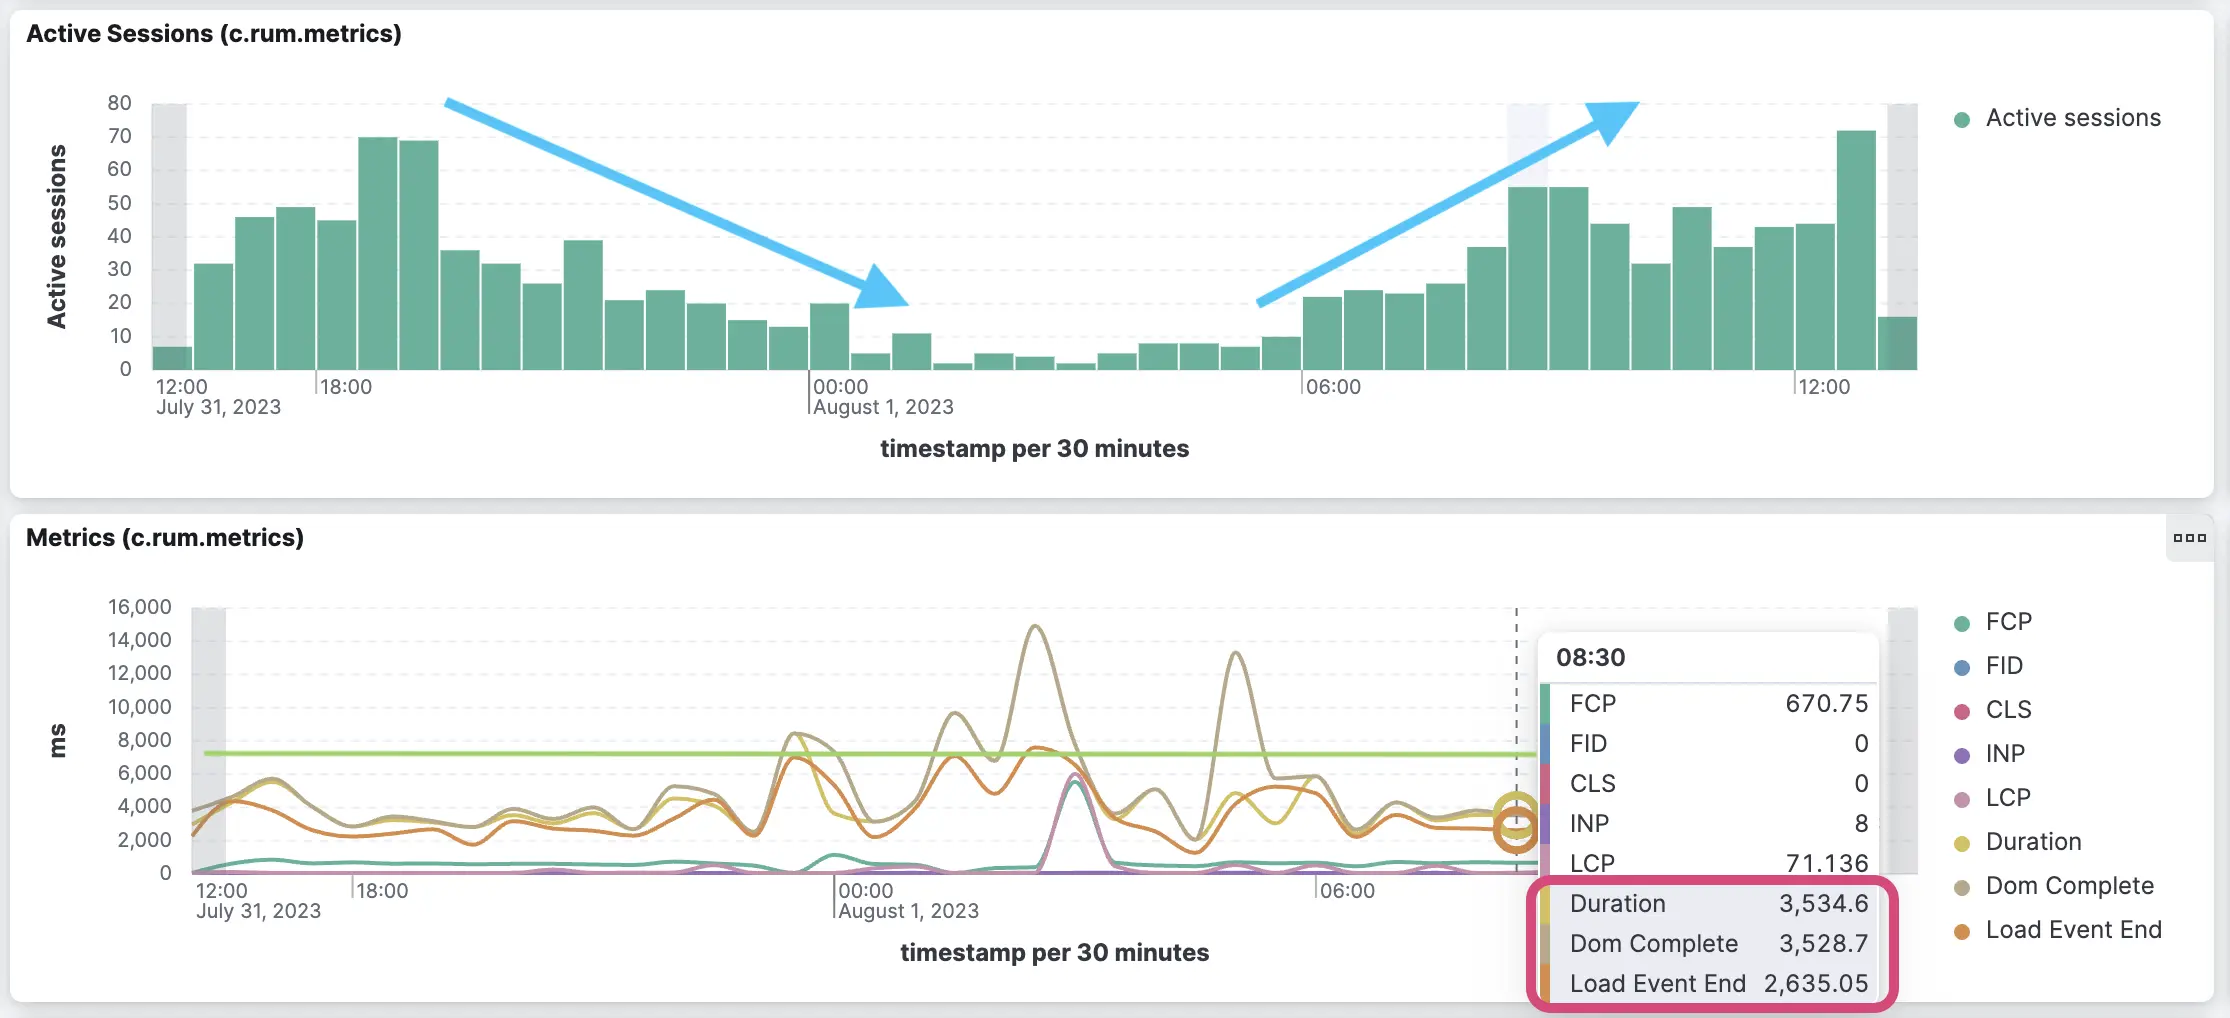 Active Sessions (c.rum.metrics)
Active sessions
80
70
60
50
40
30
20
10
0
12:00
July 31, 2023
18:00
00:00
August 1, 2023
06:00
12:00
timestamp per 30 minutes
Active sessions
Metrics (c.rum.metrics)
ms
16,000
14,000
12,000
10,000
8,000
6,000
4,000
2,000
0
12:00
July 31, 2023
18:00
00:00
August 1, 2023
06:00
timestamp per 30 minutes
08:30
FCP 670.75
FID 0
CLS 0
INP 8
LCP 71.136
Duration 3,534.6
Dom Complete 3,528.7
Load Event End 2,635.05
FCP
FID
CLS
INP
LCP
Duration
Dom Complete
Load Event End